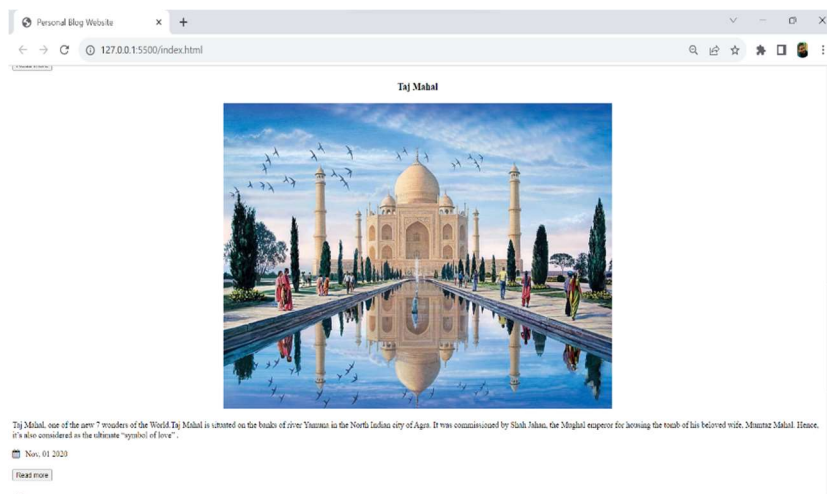 Personal Blog Website
127.0.0.1:5500/index.html
Read more
Taj Mahal
Taj Mahal, one of the new 7 wonders of the World.Taj Mahal is situated on the banks of river Yamuna in the North Indian city of Agra. It was commissioned by Shah Jahan, the Mughal emperor for housing the tomb of his beloved wife, Mumtaz Mahal. Hence,
it's also considered as the ultimate "symbol of love" .
Nov, 01 2020
Read more